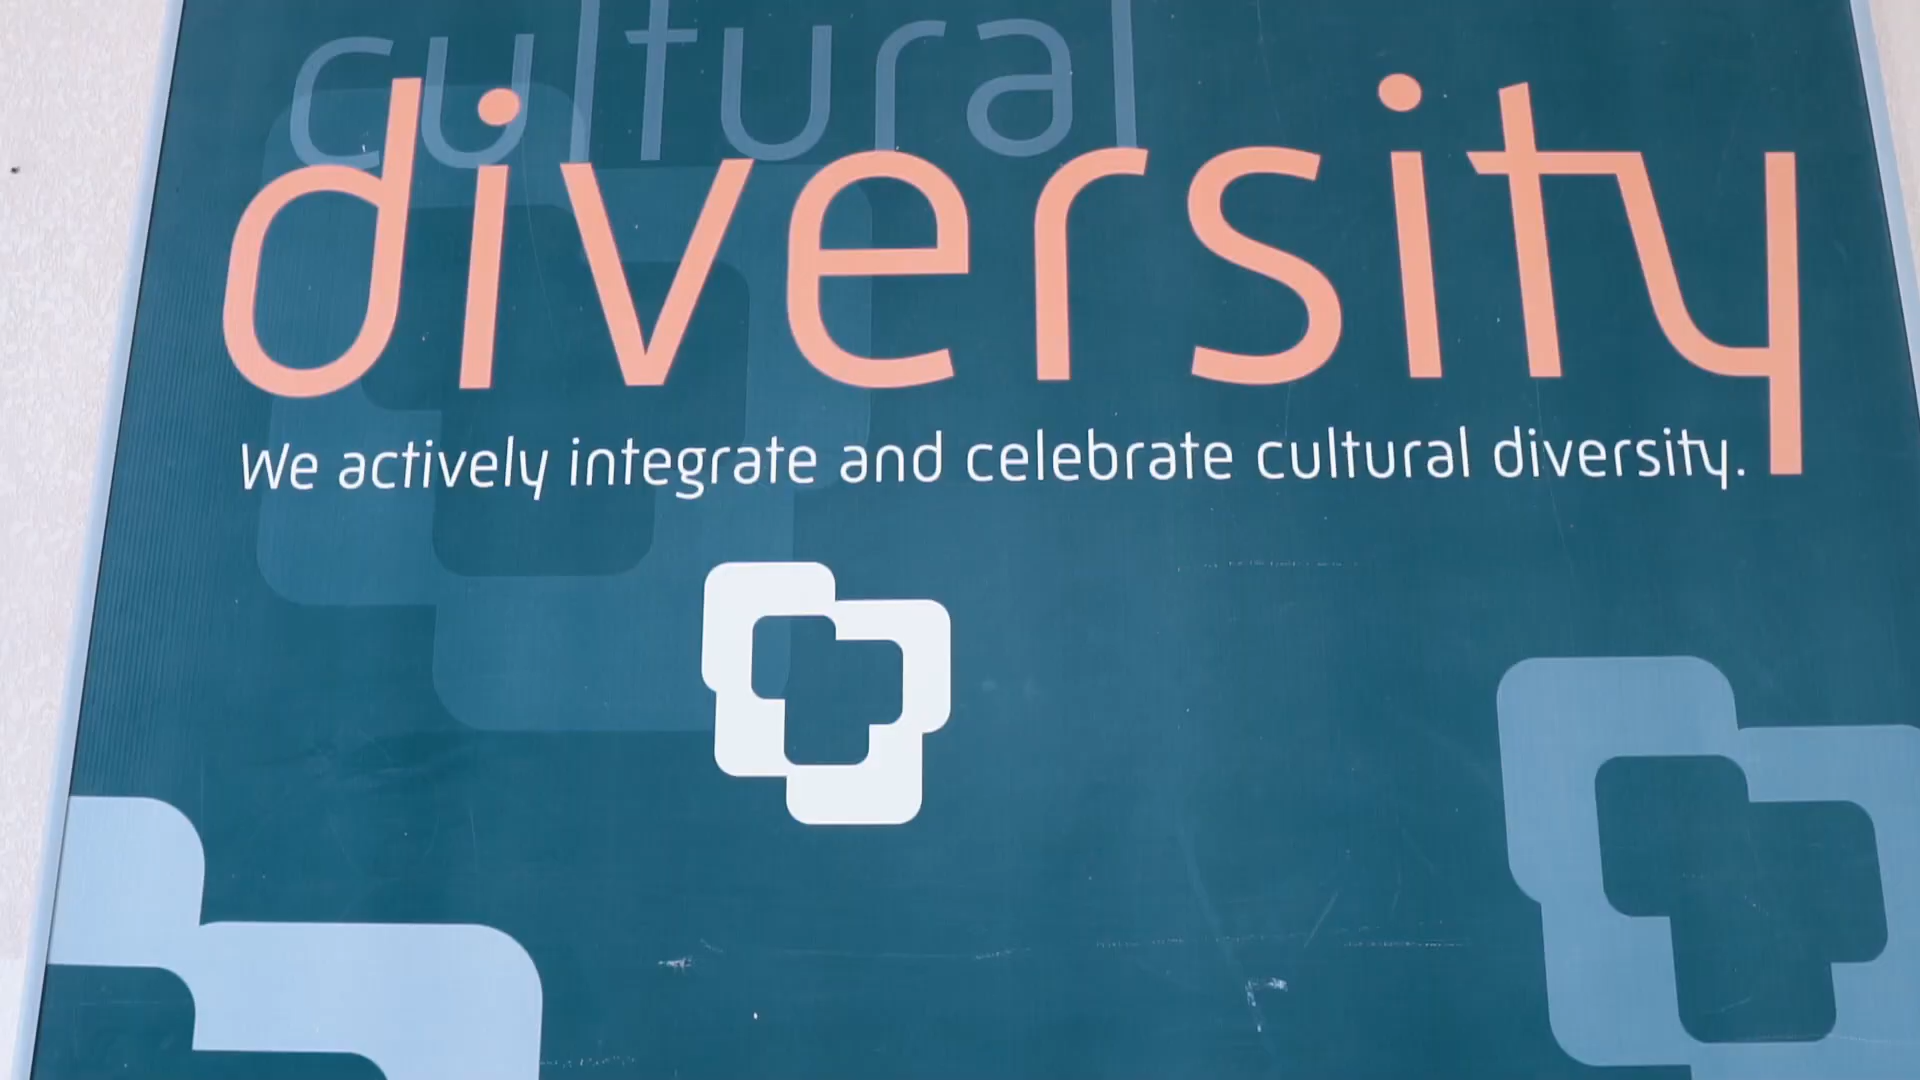 cultural
diversity
We actively integrate and celebrate cultural diversity.